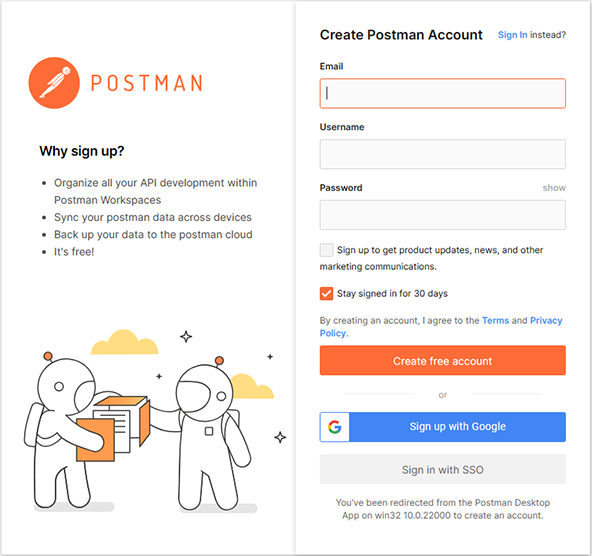 POSTMAN
Why sign up?
Organize all your API development within
Postman Workspaces
Sync your postman data across devices
Back up your data to the postman cloud
It's free!
Create Postman Account
Sign In instead?
Email
Username
Password
show
Sign up to get product updates, news, and other
marketing communications.
Stay signed in for 30 days
By creating an account, I agree to the Terms and Privacy
Policy.
Create free account
or
Sign up with Google
Sign in with SSO
You've been redirected from the Postman Desktop
App on win32 10.0.22000 to create an account.